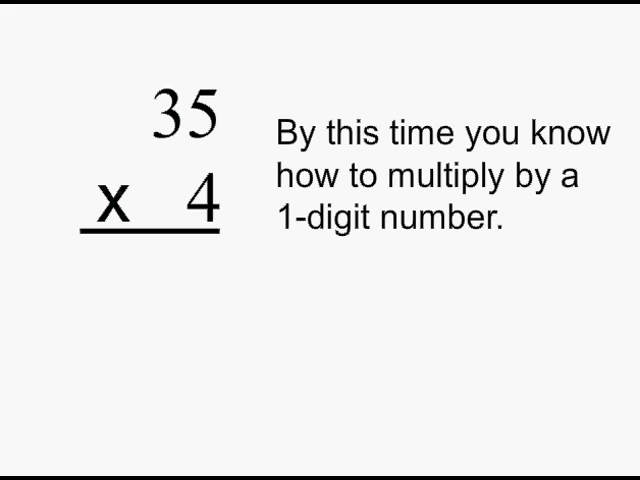 35
x 4
By this time you know
how to multiply by a
1-digit number.